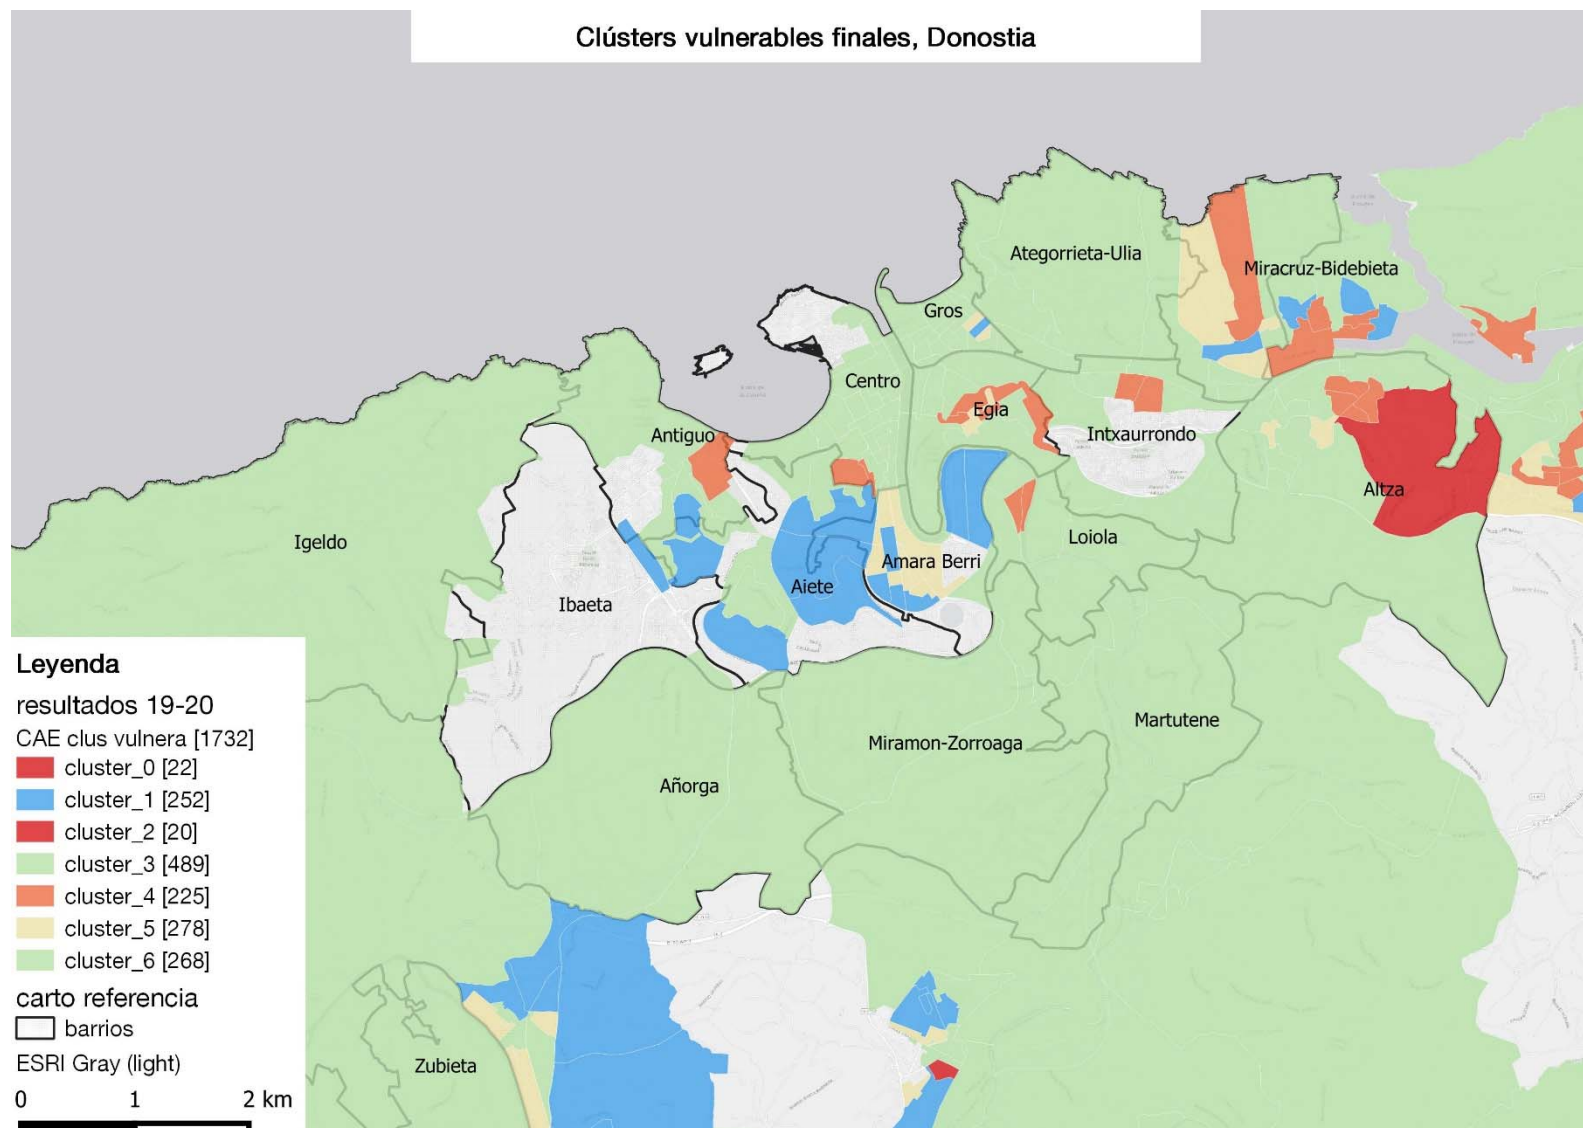 Clústers vulnerables finales, Donostia
Ategorrieta-Ulia
Miracruz-Bidebieta
Gros
Centro
Egia
Antiguo
Intxaurrondo
Altza
Igeldo
Loiola
Amara Berri
Aiete
Ibaeta
Martutene
Miramon-Zorroaga
Añorga
Zubieta
Leyenda
resultados 19-20
CAE clus vulnera [1732]
cluster_0 [22]
cluster_1 [252]
cluster_2 [20]
cluster_3 [489]
cluster_4 [225]
cluster_5 [278]
cluster_6 [268]
carto referencia
barrios
ESRI Gray (light)
0 1 2 km